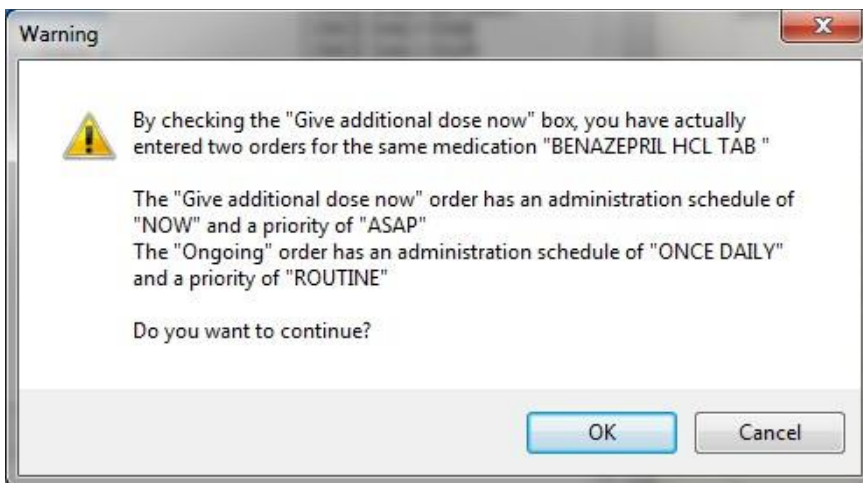 Warning
By checking the "Give additional dose now" box, you have actually
entered two orders for the same medication "BENAZEPRIL HCL TAB "
The "Give additional dose now" order has an administration schedule of
"NOW" and a priority of "ASAP"
The "Ongoing" order has an administration schedule of "ONCE DAILY"
and a priority of "ROUTINE"
Do you want to continue?
OK
Cancel